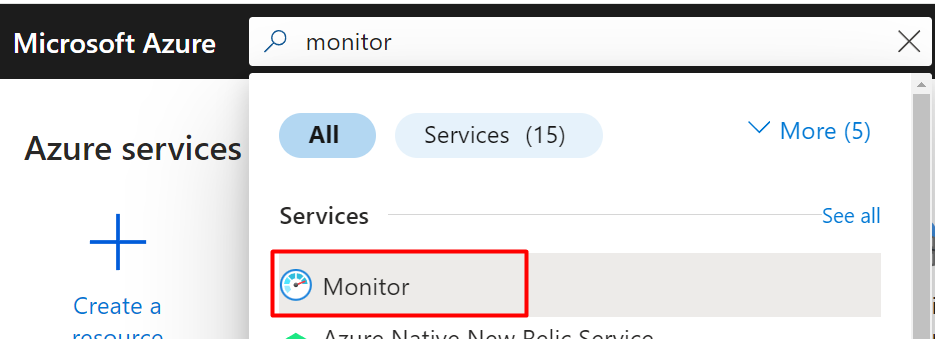 Microsoft Azure
monitor
All
Services (15)
More (5)
Azure services
Services
See all
Monitor
Create a
resource
Azure Native New Relic Service